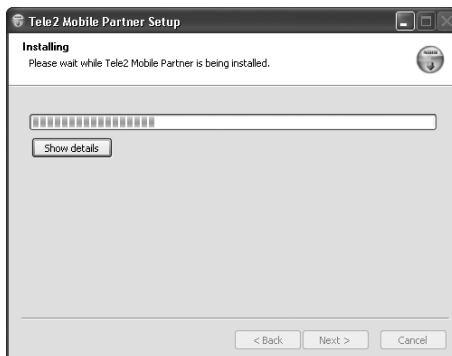 Tele2 Mobile Partner Setup
Installing
Please wait while Tele2 Mobile Partner is being installed.
Show details
< Back Next > Cancel